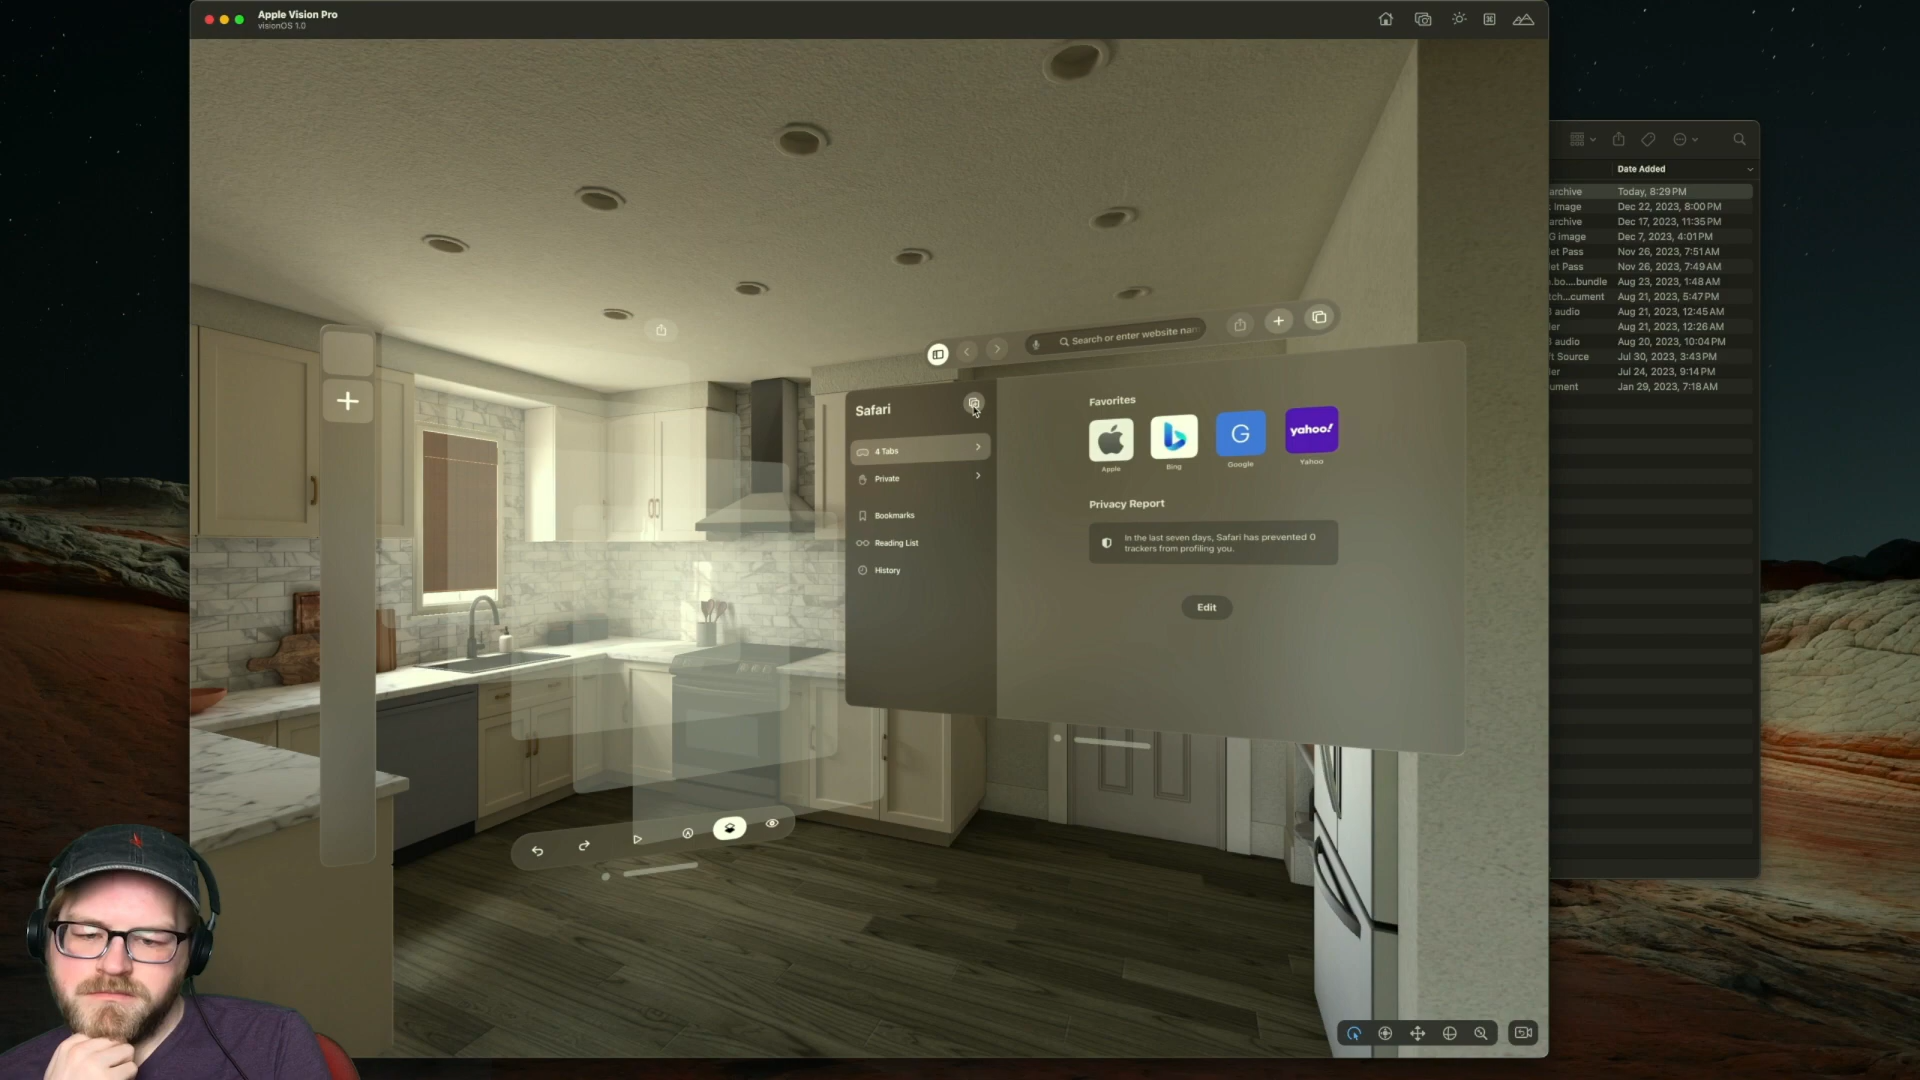 Apple Vision Pro
visionOS 1.0
Date Added
archive Today, 8:29 PM
image Dec 22, 2023, 8:00 PM
archive Dec 17, 2023, 11:35 PM
G image Dec 7, 2023, 4:01 PM
et Pass Nov 26, 2023, 7:51 AM
et Pass Nov 26, 2023, 7:49 AM
.bo....bundle Aug 23, 2023, 1:48 AM
tch...cument Aug 21, 2023, 5:47 PM
audio Aug 21, 2023, 12:45 AM
er Aug 21, 2023, 12:26 AM
audio Aug 20, 2023, 10:04 PM
t Source Jul 30, 2023, 3:43 PM
er Jul 24, 2023, 9:14 PM
ument Jan 29, 2023, 7:18 AM
Search or enter website nam
Safari
4 Tabs
Private
Bookmarks
Reading List
History
Favorites
G
yahoo!
Apple
Bing
Google
Yahoo
Privacy Report
In the last seven days, Safari has prevented 0
trackers from profiling you.
Edit